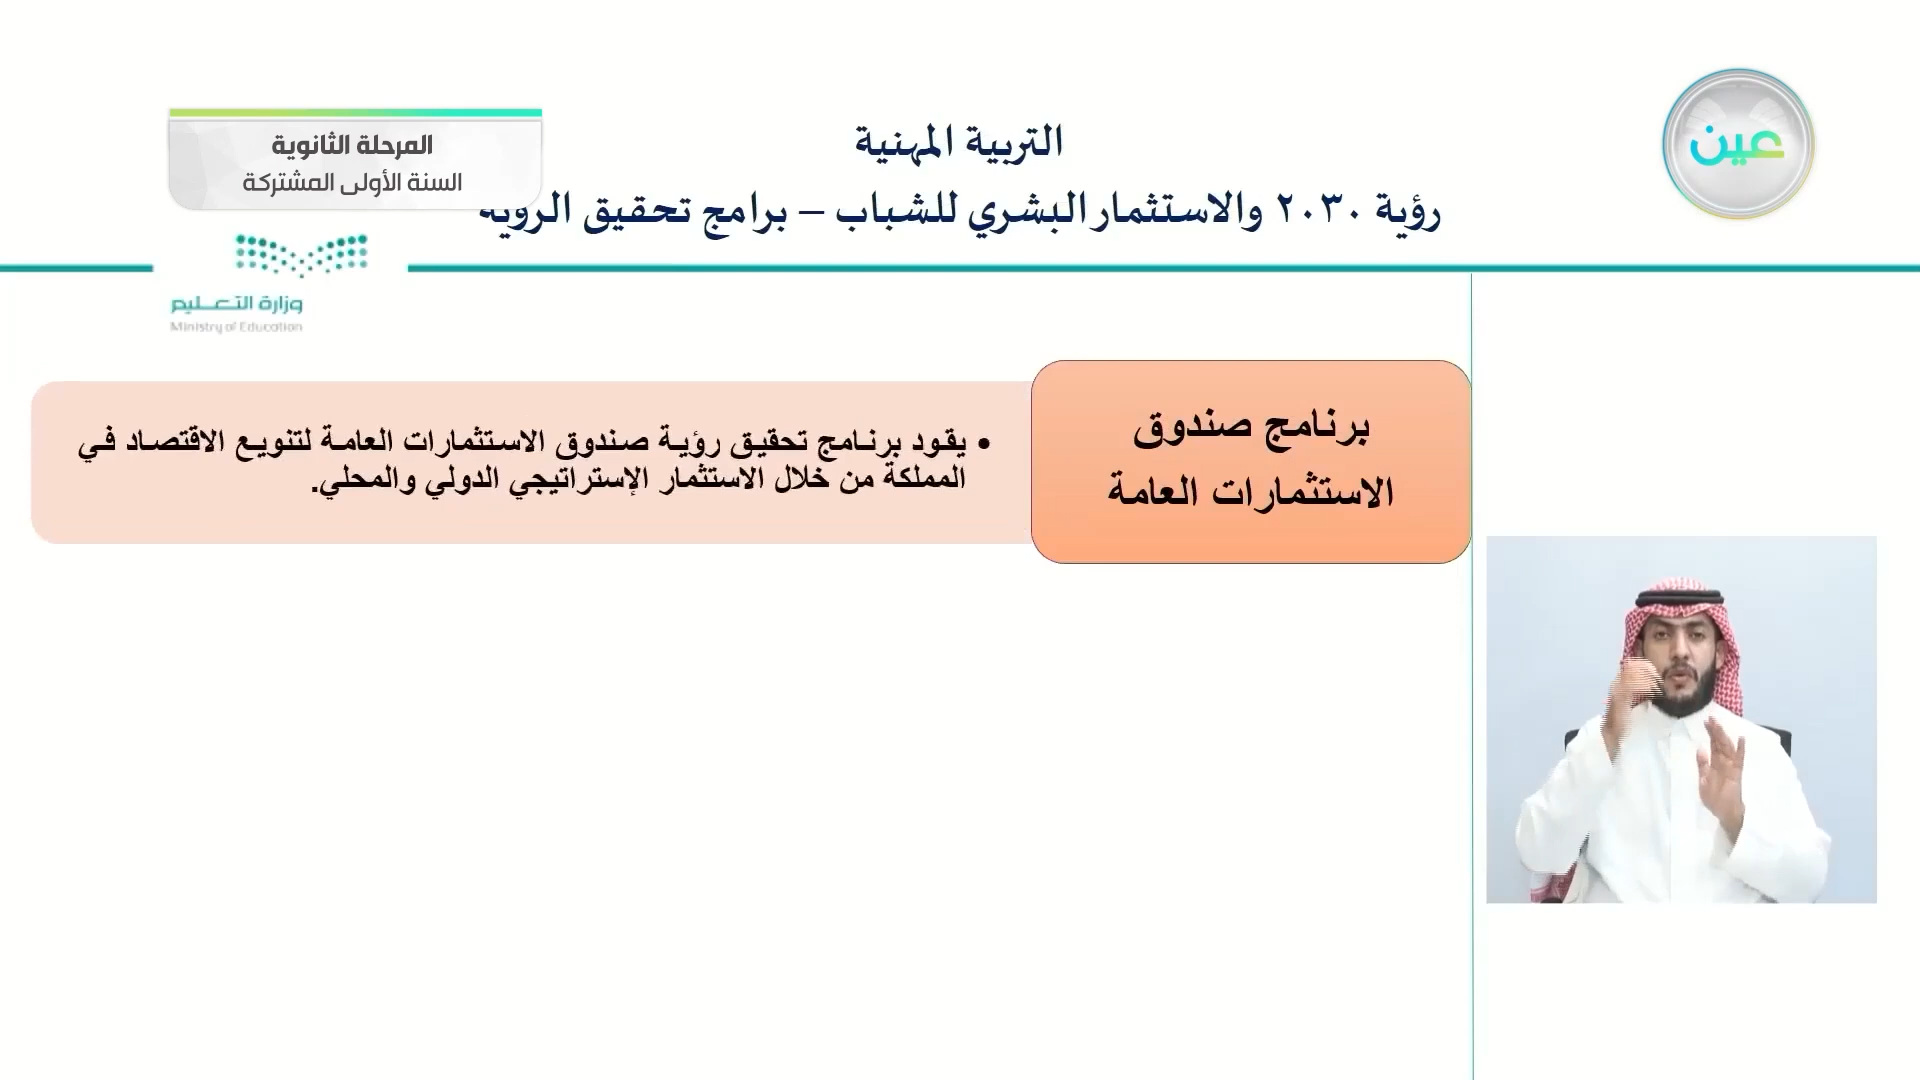 عين
التربية المهنية
المرحلة الثانوية
السنة الأولى المشتركة
رؤية ٢٠٣٠ والاستثمار البشري للشباب – برامج تحقيق الرؤية
وزارة التعليم
Ministry of Education
برنامج صندوق
الاستثمارات العامة
• يقود برنامج تحقيق رؤية صندوق الاستثمارات العامة لتنويع الاقتصاد في
المملكة من خلال الاستثمار الإستراتيجي الدولي والمحلي.